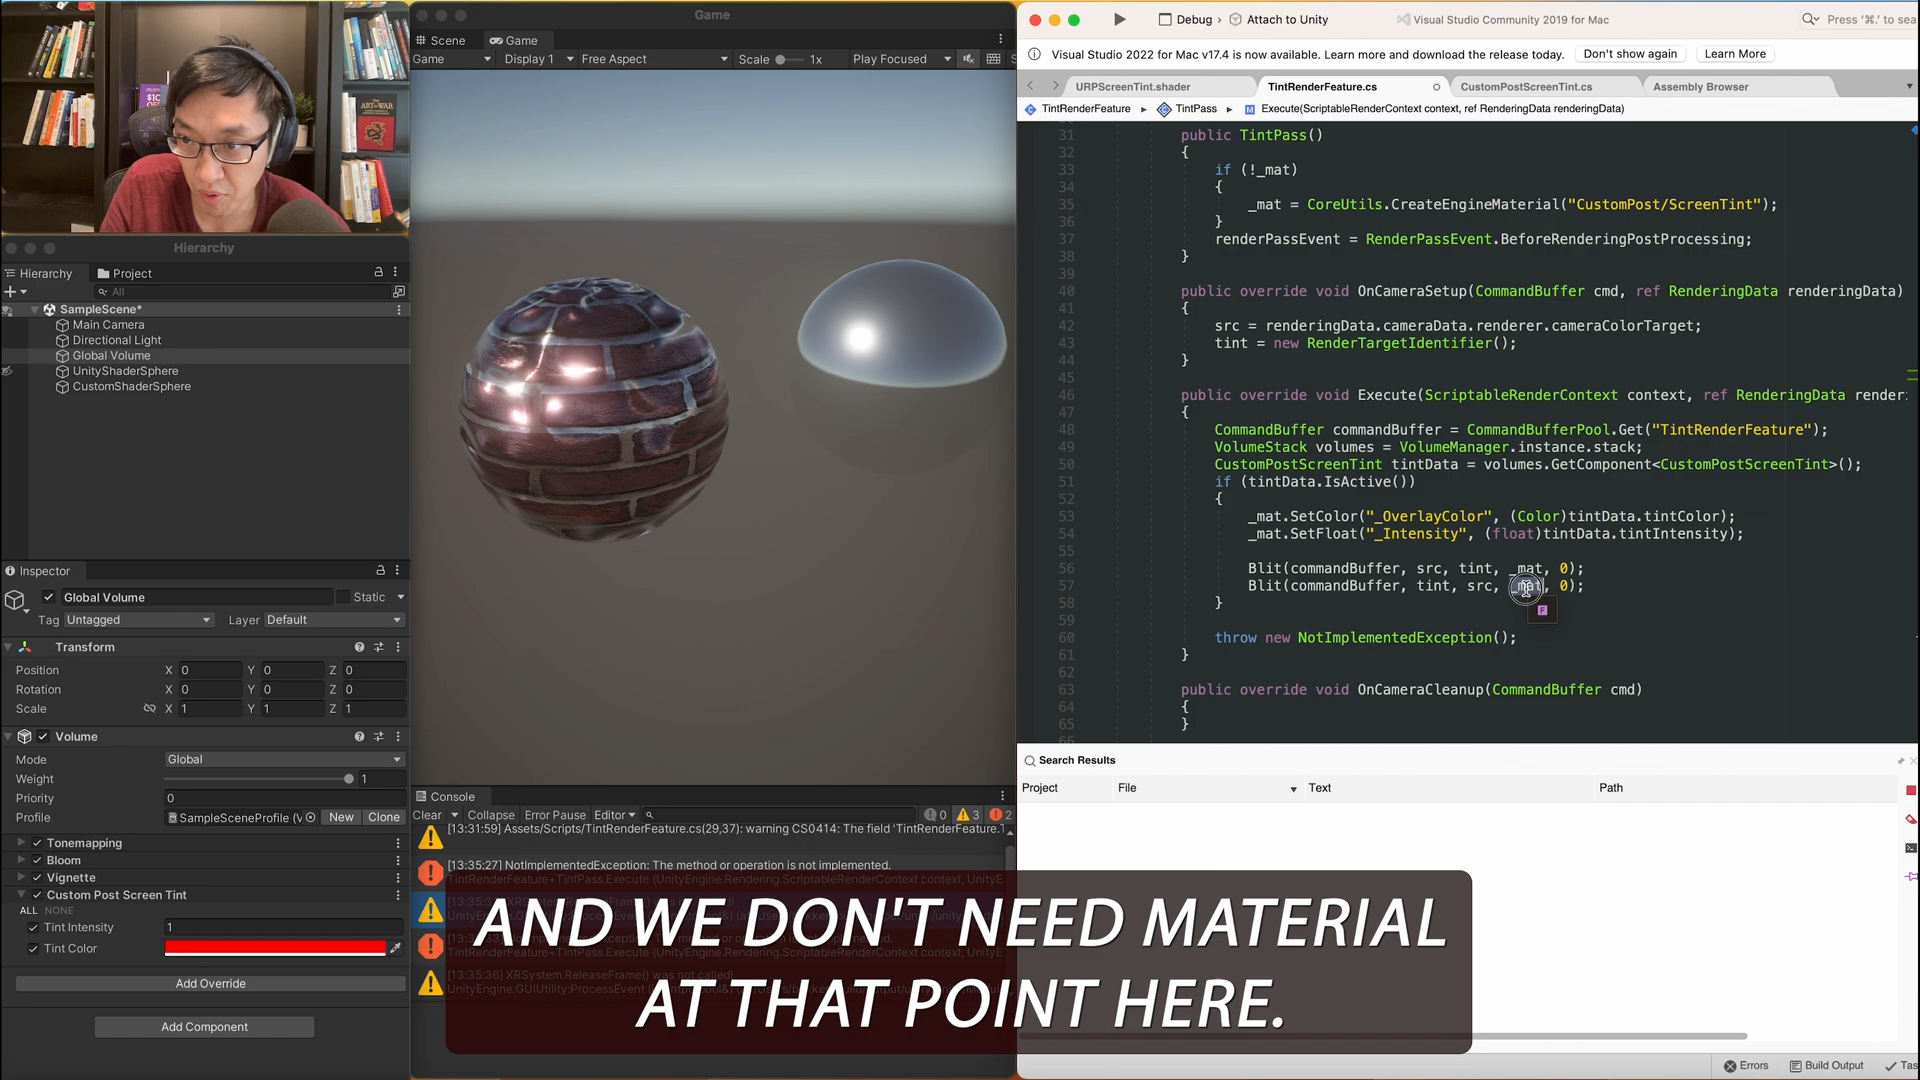 THE ART OF WAR
Hierarchy
Hierarchy
Project
All
SampleScene*
Main Camera
Directional Light
Global Volume
UnityShaderSphere
CustomShaderSphere
Inspector
Global Volume
Static
Tag Untagged Layer Default
Transform
Position X 0 Y 0 Z 0
Rotation X 0 Y 0 Z 0
Scale X 1 Y 1 Z 1
Volume
Mode Global
Weight 1
Priority 0
Profile SampleSceneProfile (V New Clone
Tonemapping
Bloom
Vignette
Custom Post Screen Tint
ALL NONE
Tint Intensity 1
Tint Color
Add Override
Add Component
Game
Scene Game
Game Display 1 Free Aspect Scale 1x Play Focused
Console
Clear Collapse Error Pause Editor 0 3 2
[13:31:59] Assets/Scripts/TintRenderFeature.cs(29,37): warning CS0414: The field 'TintRenderFeature.T
[13:35:27] NotImplementedException: The method or operation is not implemented.
TintRenderFeature+TintPass.Execute (UnityEngine.Rendering.ScriptableRenderContext context, UnityE
[13:35:36] XRSystem.ReleaseFrame() was not called!
AND WE DON'T NEED MATERIAL
AT THAT POINT HERE.
Debug Attach to Unity Visual Studio Community 2019 for Mac Press '⌘.' to sea
Visual Studio 2022 for Mac v17.4 is now available. Learn more and download the release today. Don't show again Learn More
URPScreenTint.shader TintRenderFeature.cs CustomPostScreenTint.cs Assembly Browser
TintRenderFeature TintPass Execute(ScriptableRenderContext context, ref RenderingData renderingData)
31 public TintPass()
32 {
33 if (!_mat)
34 {
35 _mat = CoreUtils.CreateEngineMaterial("CustomPost/ScreenTint");
36 }
37 renderPassEvent = RenderPassEvent.BeforeRenderingPostProcessing;
38 }
39
40 public override void OnCameraSetup(CommandBuffer cmd, ref RenderingData renderingData)
41 {
42 src = renderingData.cameraData.renderer.cameraColorTarget;
43 tint = new RenderTargetIdentifier();
44 }
45
46 public override void Execute(ScriptableRenderContext context, ref RenderingData render
47 {
48 CommandBuffer commandBuffer = CommandBufferPool.Get("TintRenderFeature");
49 VolumeStack volumes = VolumeManager.instance.stack;
50 CustomPostScreenTint tintData = volumes.GetComponent<CustomPostScreenTint>();
51 if (tintData.IsActive())
52 {
53 _mat.SetColor("_OverlayColor", (Color)tintData.tintColor);
54 _mat.SetFloat("_Intensity", (float)tintData.tintIntensity);
55
56 Blit(commandBuffer, src, tint, _mat, 0);
57 Blit(commandBuffer, tint, src, _mat, 0);
58 }
59
60 throw new NotImplementedException();
61 }
62
63 public override void OnCameraCleanup(CommandBuffer cmd)
64 {
65 }
66
Search Results
Project File Text Path
Errors Build Output Tas